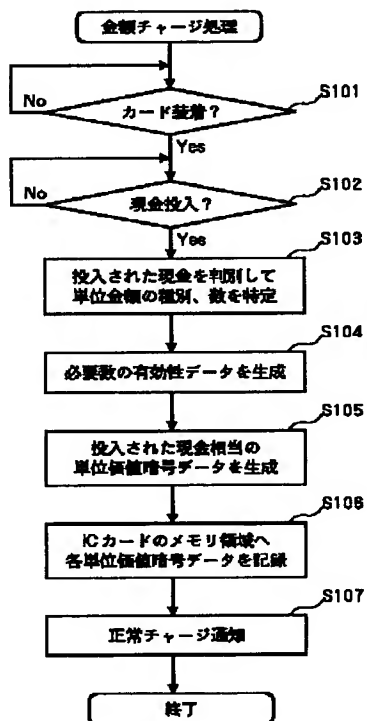 金額チャージ処理
S101
No
カード装着?
Yes
S102
No
現金投入?
Yes
S103
投入された現金を判別して
単位金額の種別、数を特定
S104
必要数の有効性データを生成
S105
投入された現金相当の
単位価値暗号データを生成
S106
ICカードのメモリ領域へ
各単位価値暗号データを記録
S107
正常チャージ通知
終了